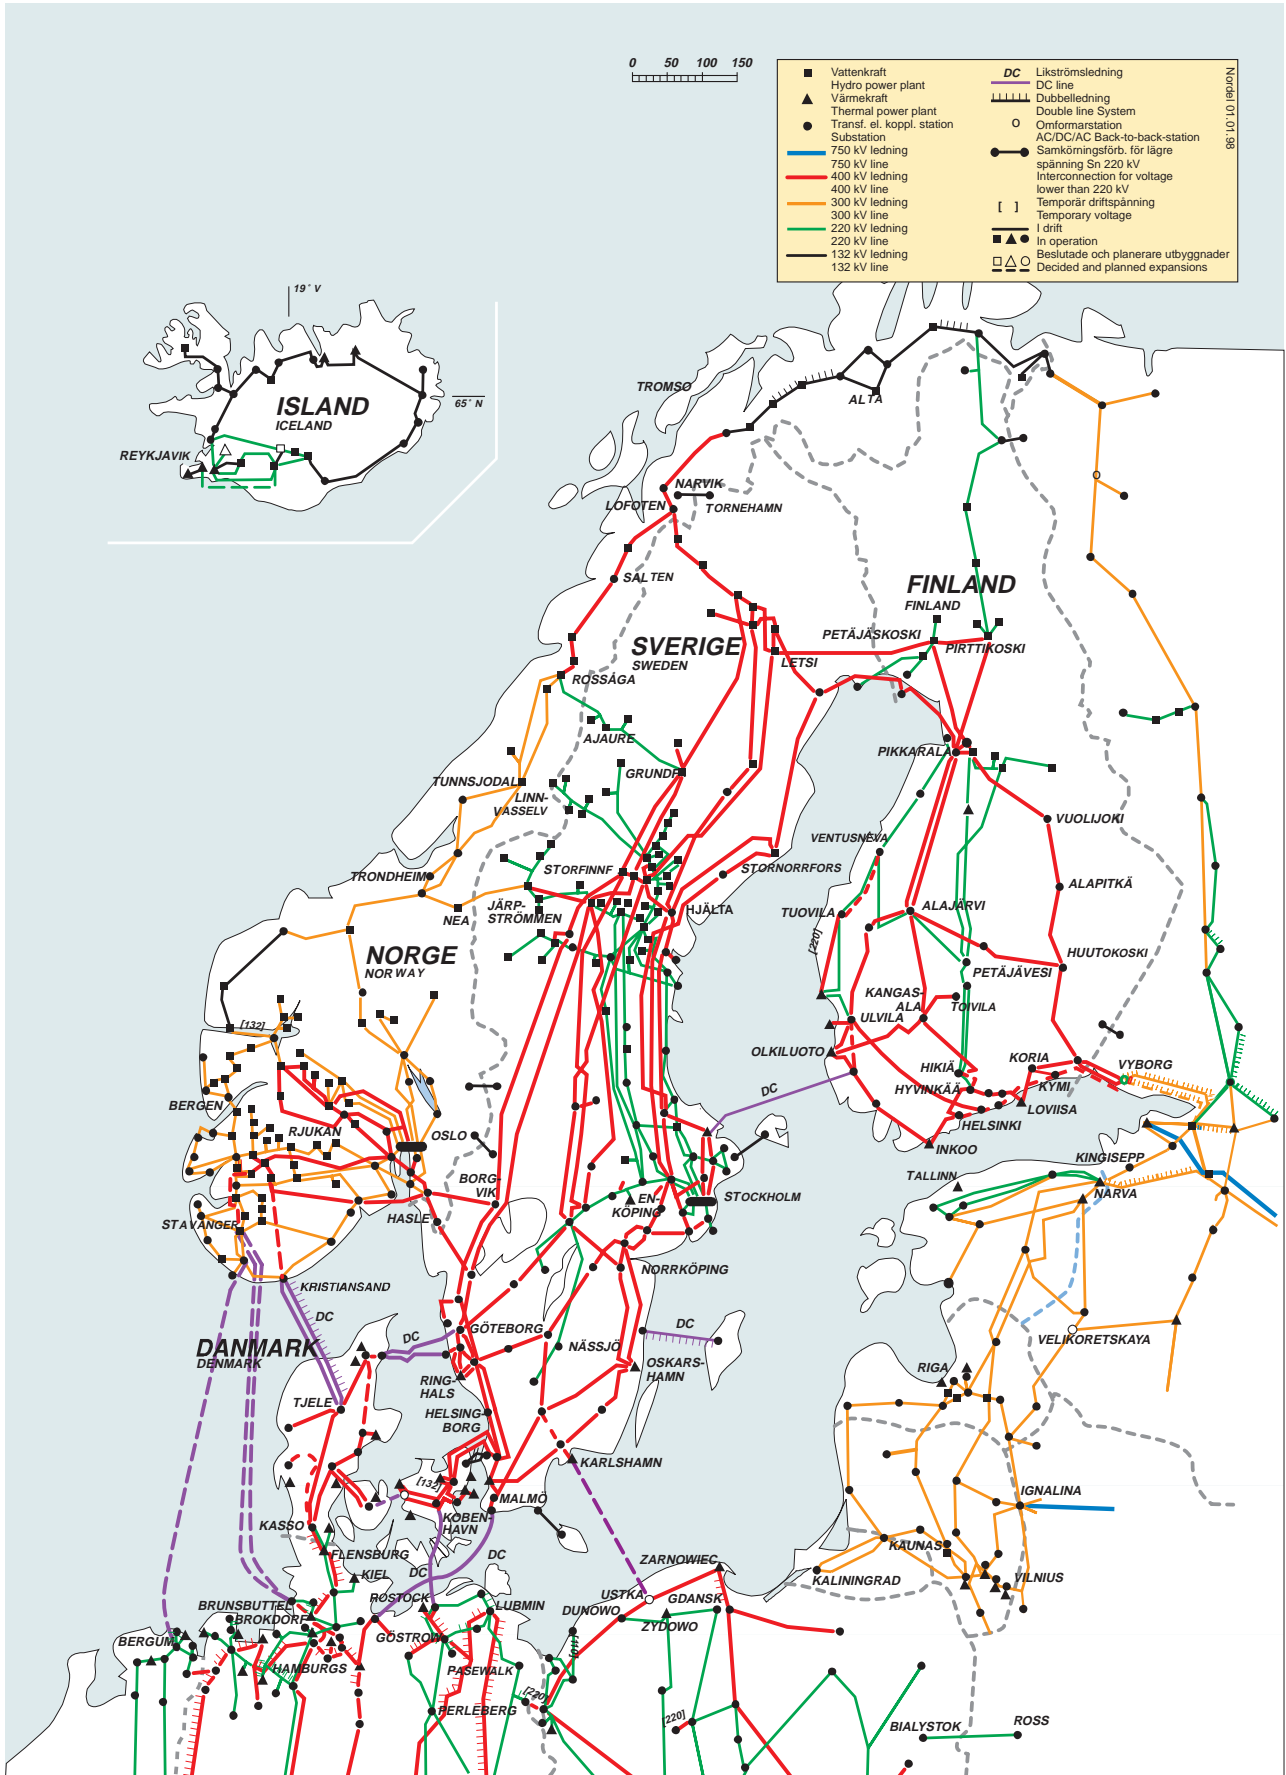 0 50 100 150
Vattenkraft
Hydro power plant
Värmekraft
Thermal power plant
Transf. el. koppl. station
Substation
750 kV ledning
750 kV line
400 kV ledning
400 kV line
300 kV ledning
300 kV line
220 kV ledning
220 kV line
132 kV ledning
132 kV line
DC Likströmsledning
DC line
Dubbelledning
Double line System
Omformarstation
AC/DC/AC Back-to-back-station
Samkörningsförb. för lägre
spänning Sn 220 kV
Interconnection for voltage
lower than 220 kV
[ ] Temporär driftspänning
Temporary voltage
I drift
In operation
Beslutade och planerare utbyggnader
Decided and planned expansions
Nordel 01.01.98
19° V
65° N
ISLAND
ICELAND
REYKJAVIK
TROMSO
ALTA
NARVIK
LOFOTEN
TORNEHAMN
SALTEN
FINLAND
FINLAND
SVERIGE
SWEDEN
PETÄJÄSKOSKI
PIRTTIKOSKI
LETSI
ROSSÅGA
AJAURE
PIKKARALA
TUNNSJODAL
GRUNDF
LINN-
VASSELV
VUOLIJOKI
VENTUSNEVA
STORFINNF
STORNORRFORS
TRONDHEIM
ALAPITKÄ
JÄRP-
STRÖMMEN
HJÄLTA
TUOVILA
ALAJÄRVI
NEA
[220]
NORGE
NORWAY
HUUTOKOSKI
PETÄJÄVESI
KANGAS-
ALA
TOIVILA
ULVILA
[132]
OLKILUOTO
KORIA
HIKIÄ
VYBORG
HYVINKÄÄ
KYMI
DC
LOVIISA
BERGEN
RJUKAN
OSLO
HELSINKI
INKOO
KINGISEPP
BORG-
VIK
TALLINN
NARVA
EN-
KÖPING
STOCKHOLM
HASLE
STAVANGER
NORRKÖPING
KRISTIANSAND
DC
DC
DC
GÖTEBORG
VELIKORETSKAYA
DANMARK
DENMARK
NÄSSJÖ
OSKARS-
HAMN
RIGA
RING-
HALS
TJELE
HELSING-
BORG
KARLSHAMN
[132]
IGNALINA
MALMÖ
KÖBEN-
HAVN
KASSO
KAUNAS
FLENSBURG
DC
ZARNOWIEC
KIEL
DC
KALININGRAD
VILNIUS
ROSTOCK
USTKA
GDANSK
BRUNSBUTTEL
LUBMIN
DUNOWO
BROKDORF
ZYDOWO
BERGUM
GÖSTROW
HAMBURGS
PASEWALK
[220]
PERLEBERG
[220]
BIALYSTOK
ROSS